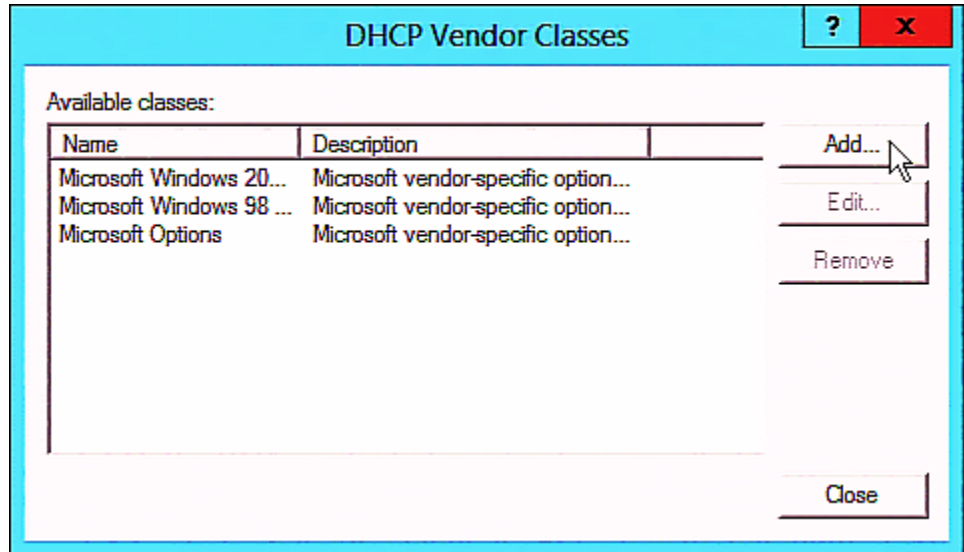 DHCP Vendor Classes ? x
Available classes:
Name Description
Add...
Microsoft Windows 20... Microsoft vendor-specific option...
Microsoft Windows 98 ... Microsoft vendor-specific option...
Edit...
Microsoft Options Microsoft vendor-specific option...
Remove
Close